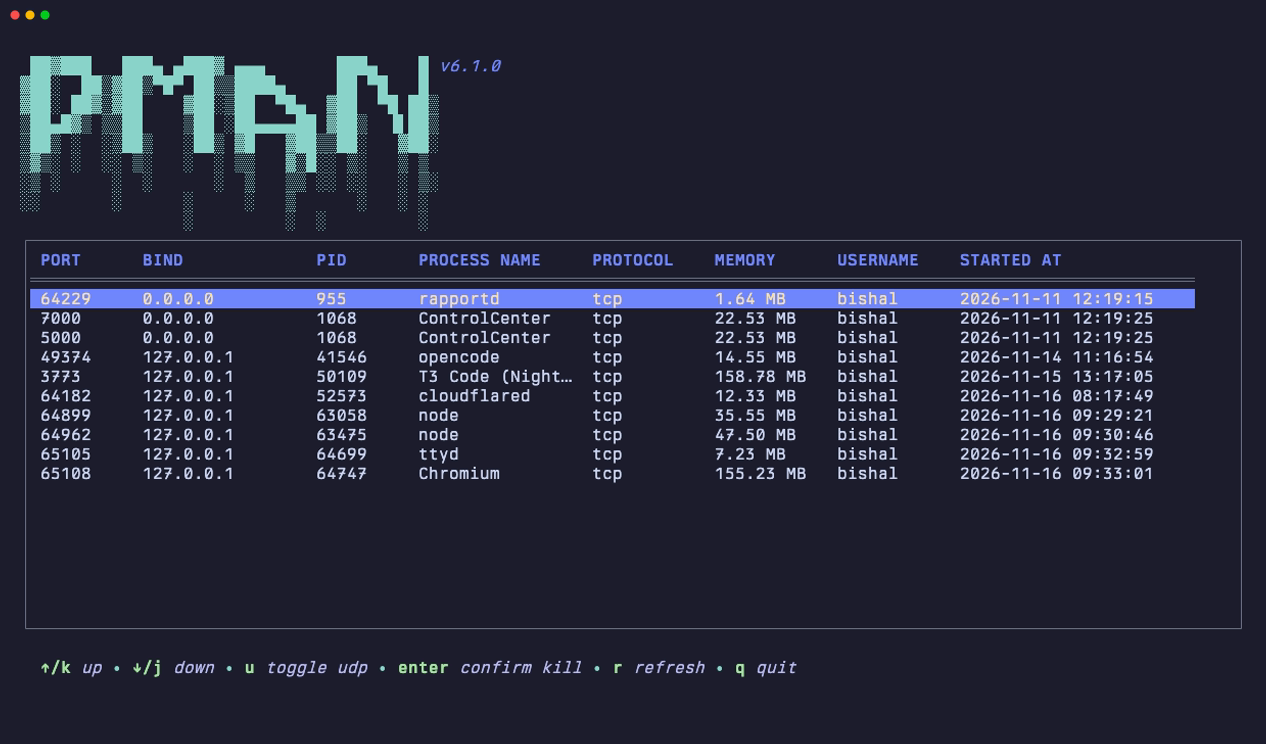 PMAN v6.1.0
PORT BIND PID PROCESS NAME PROTOCOL MEMORY USERNAME STARTED AT
64229 0.0.0.0 955 rapportd tcp 1.64 MB bishal 2026-11-11 12:19:15
7000 0.0.0.0 1068 ControlCenter tcp 22.53 MB bishal 2026-11-11 12:19:25
5000 0.0.0.0 1068 ControlCenter tcp 22.53 MB bishal 2026-11-11 12:19:25
49374 127.0.0.1 41546 opencode tcp 14.55 MB bishal 2026-11-14 11:16:54
3773 127.0.0.1 50109 T3 Code (Night… tcp 158.78 MB bishal 2026-11-15 13:17:05
64182 127.0.0.1 52573 cloudflared tcp 12.33 MB bishal 2026-11-16 08:17:49
64899 127.0.0.1 63058 node tcp 35.55 MB bishal 2026-11-16 09:29:21
64962 127.0.0.1 63475 node tcp 47.50 MB bishal 2026-11-16 09:30:46
65105 127.0.0.1 64699 ttyd tcp 7.23 MB bishal 2026-11-16 09:32:59
65108 127.0.0.1 64747 Chromium tcp 155.23 MB bishal 2026-11-16 09:33:01
↑/k up • ↓/j down • u toggle udp • enter confirm kill • r refresh • q quit